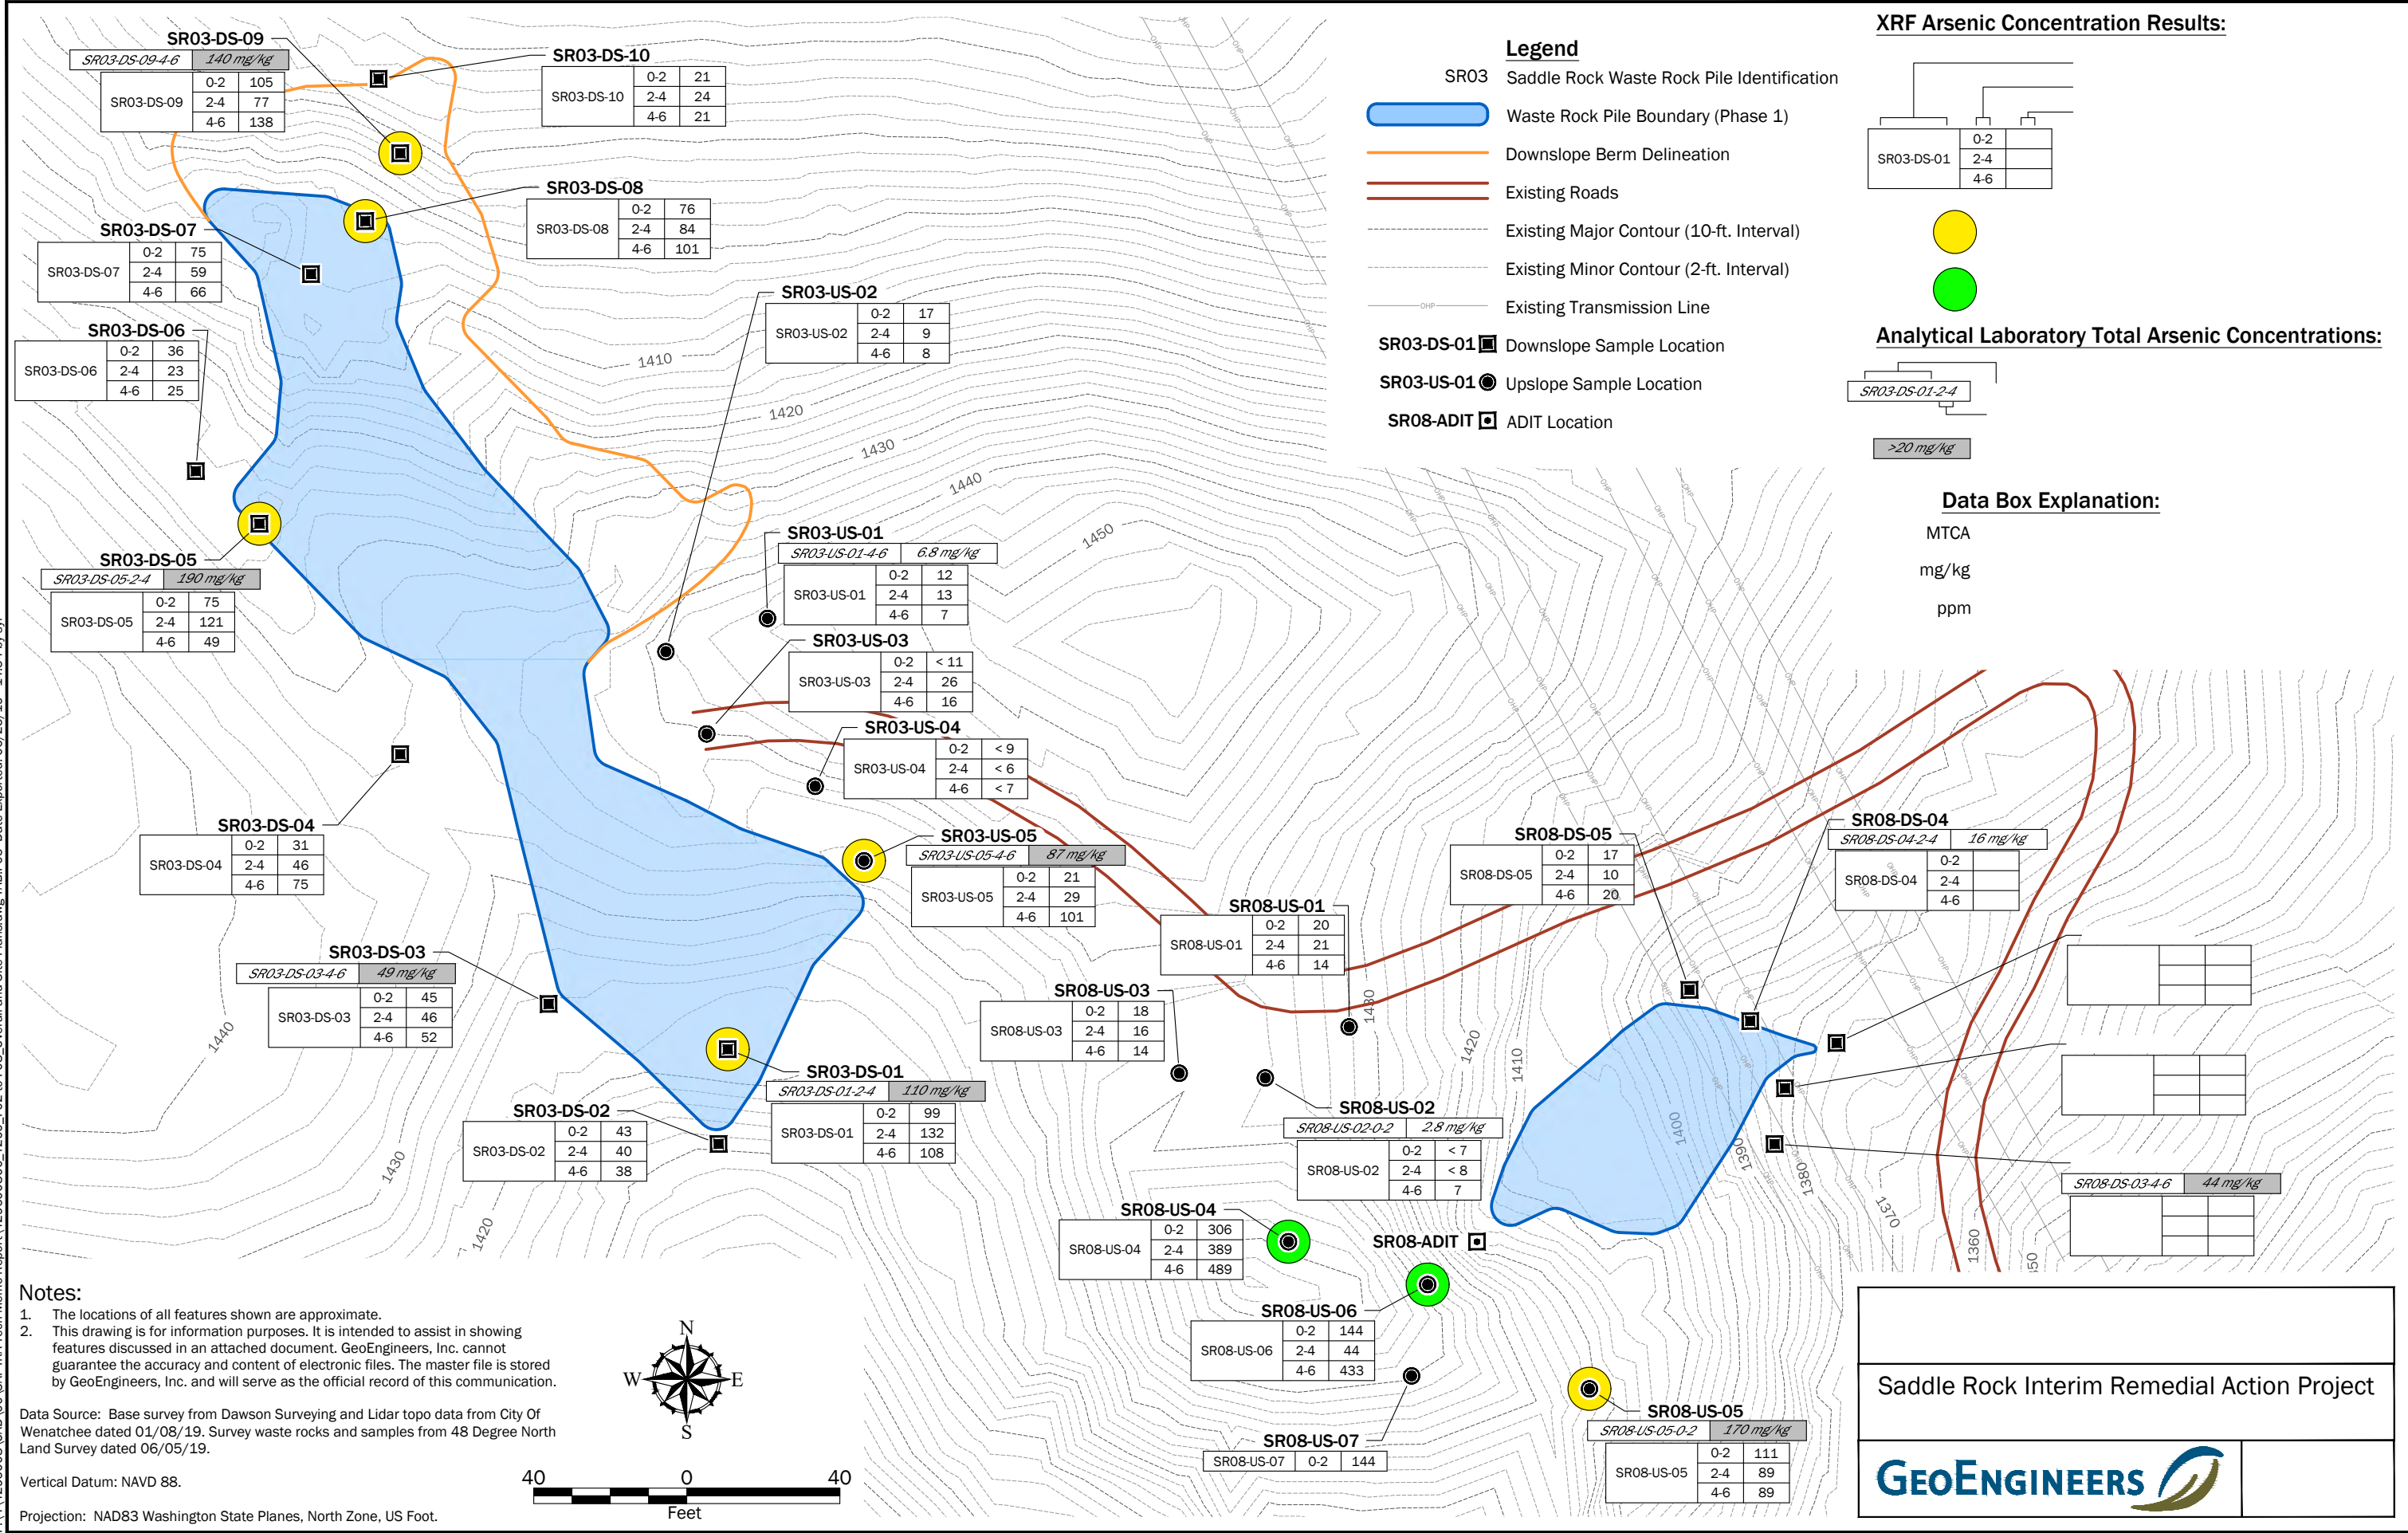 SR03-DS-09
SR03-DS-09-4-6 140 mg/kg
SR03-DS-09
0-2 105
2-4 77
4-6 138
SR03-DS-10
SR03-DS-10
0-2 21
2-4 24
4-6 21
SR03-DS-08
SR03-DS-08
0-2 76
2-4 84
4-6 101
SR03-DS-07
SR03-DS-07
0-2 75
2-4 59
4-6 66
SR03-DS-06
SR03-DS-06
0-2 36
2-4 23
4-6 25
SR03-US-02
SR03-US-02
0-2 17
2-4 9
4-6 8
1410
1420
1430
1440
1450
SR03-DS-05
SR03-DS-05-2-4 190 mg/kg
SR03-DS-05
0-2 75
2-4 121
4-6 49
SR03-US-01
SR03-US-01-4-6 6.8 mg/kg
SR03-US-01
0-2 12
2-4 13
4-6 7
SR03-US-03
SR03-US-03
0-2 < 11
2-4 26
4-6 16
SR03-US-04
SR03-US-04
0-2 < 9
2-4 < 6
4-6 < 7
SR03-DS-04
SR03-DS-04
0-2 31
2-4 46
4-6 75
SR03-US-05
SR03-US-05-4-6 87 mg/kg
SR03-US-05
0-2 21
2-4 29
4-6 101
SR03-DS-03
SR03-DS-03-4-6 49 mg/kg
SR03-DS-03
0-2 45
2-4 46
4-6 52
1440
1430
1420
SR03-DS-01
SR03-DS-01-2-4 110 mg/kg
SR03-DS-01
0-2 99
2-4 132
4-6 108
SR03-DS-02
SR03-DS-02
0-2 43
2-4 40
4-6 38
SR08-US-01
SR08-US-01
0-2 20
2-4 21
4-6 14
SR08-US-03
SR08-US-03
0-2 18
2-4 16
4-6 14
SR08-US-02
SR08-US-02-0-2 2.8 mg/kg
SR08-US-02
0-2 < 7
2-4 < 8
4-6 7
SR08-US-04
SR08-US-04
0-2 306
2-4 389
4-6 489
SR08-ADIT
SR08-US-06
SR08-US-06
0-2 144
2-4 44
4-6 433
SR08-US-07
SR08-US-07 0-2 144
SR08-US-05
SR08-US-05-0-2 170 mg/kg
SR08-US-05
0-2 111
2-4 89
4-6 89
SR08-DS-05
SR08-DS-05
0-2 17
2-4 10
4-6 20
SR08-DS-04
SR08-DS-04-2-4 16 mg/kg
SR08-DS-04
0-2
2-4
4-6
SR08-DS-03-4-6 44 mg/kg
1430
1420
1410
1400
1390
1380
1370
1360
50
OHP
Legend
SR03 Saddle Rock Waste Rock Pile Identification
Waste Rock Pile Boundary (Phase 1)
Downslope Berm Delineation
Existing Roads
Existing Major Contour (10-ft. Interval)
Existing Minor Contour (2-ft. Interval)
OHP Existing Transmission Line
SR03-DS-01 Downslope Sample Location
SR03-US-01 Upslope Sample Location
SR08-ADIT ADIT Location
XRF Arsenic Concentration Results:
SR03-DS-01
0-2
2-4
4-6
Analytical Laboratory Total Arsenic Concentrations:
SR03-DS-01-2-4
>20 mg/kg
Data Box Explanation:
MTCA
mg/kg
ppm
Notes:
1. The locations of all features shown are approximate.
2. This drawing is for information purposes. It is intended to assist in showing
features discussed in an attached document. GeoEngineers, Inc. cannot
guarantee the accuracy and content of electronic files. The master file is stored
by GeoEngineers, Inc. and will serve as the official record of this communication.
Data Source: Base survey from Dawson Surveying and Lidar topo data from City Of
Wenatchee dated 01/08/19. Survey waste rocks and samples from 48 Degree North
Land Survey dated 06/05/19.
Vertical Datum: NAVD 88.
Projection: NAD83 Washington State Planes, North Zone, US Foot.
N
W E
S
40 0 40
Feet
Saddle Rock Interim Remedial Action Project
GEOENGINEERS